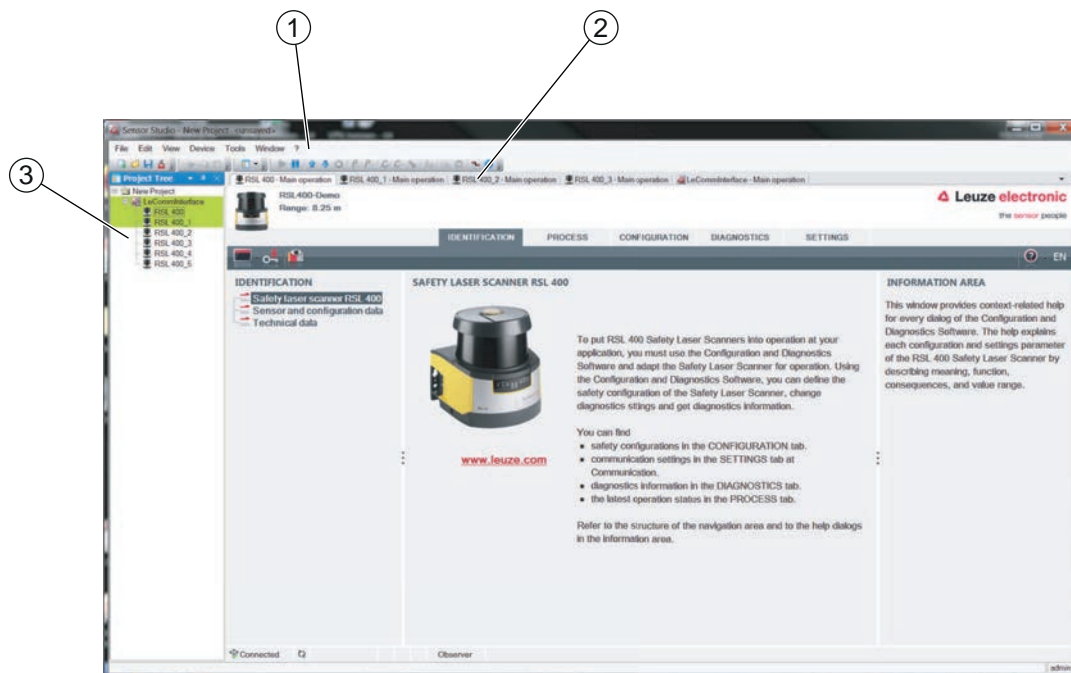 1
2
3
Sensor Studio - New Project <unsaved>
File Edit View Device Tools Window ?
Project Tree
New Project
LeCommInterface
RSL 400
RSL 400_1
RSL 400_2
RSL 400_3
RSL 400_4
RSL 400_5
RSL 400 - Main operation RSL 400_1 - Main operation RSL 400_2 - Main operation RSL 400_3 - Main operation LeCommInterface - Main operation
RSL400-Demo
Range: 8.25 m
Leuze electronic
the sensor people
IDENTIFICATION PROCESS CONFIGURATION DIAGNOSTICS SETTINGS
? EN
IDENTIFICATION
Safety laser scanner RSL 400
Sensor and configuration data
Technical data
SAFETY LASER SCANNER RSL 400
www.leuze.com
To put RSL 400 Safety Laser Scanners into operation at your
application, you must use the Configuration and Diagnostics
Software and adapt the Safety Laser Scanner for operation. Using
the Configuration and Diagnostics Software, you can define the
safety configuration of the Safety Laser Scanner, change
diagnostics sttings and get diagnostics information.
You can find
• safety configurations in the CONFIGURATION tab.
• communication settings in the SETTINGS tab at
Communication.
• diagnostics information in the DIAGNOSTICS tab.
• the latest operation status in the PROCESS tab.
Refer to the structure of the navigation area and to the help dialogs
in the information area.
INFORMATION AREA
This window provides context-related help
for every dialog of the Configuration and
Diagnostics Software. The help explains
each configuration and settings parameter
of the RSL 400 Safety Laser Scanner by
describing meaning, function,
consequences, and value range.
Connected Observer
admin